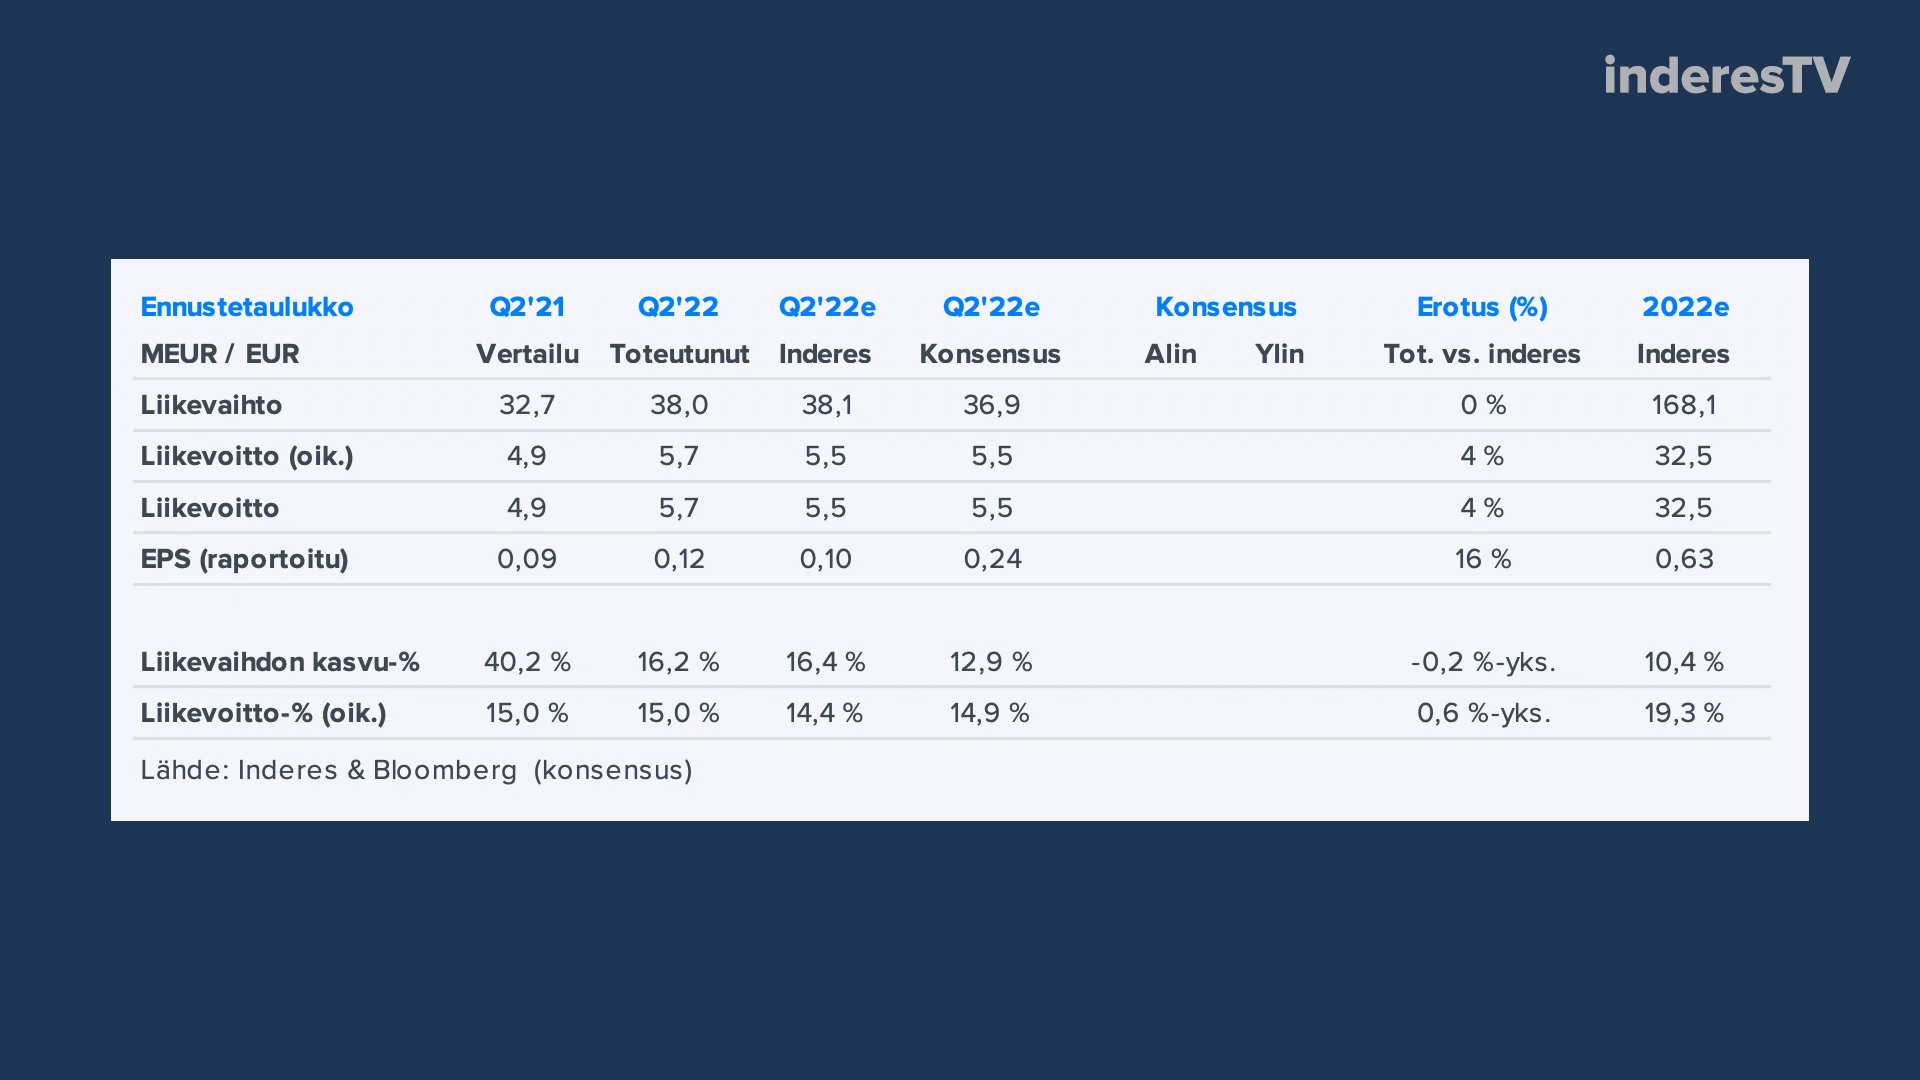 inderesTV
Ennustetaulukko Q2'21 Q2'22 Q2'22e Q2'22e Konsensus Erotus (%) 2022e
MEUR / EUR Vertailu Toteutunut Inderes Konsensus Alin Ylin Tot. vs. inderes Inderes
Liikevaihto 32,7 38,0 38,1 36,9 0 % 168,1
Liikevoitto (oik.) 4,9 5,7 5,5 5,5 4 % 32,5
Liikevoitto 4,9 5,7 5,5 5,5 4 % 32,5
EPS (raportoitu) 0,09 0,12 0,10 0,24 16 % 0,63
Liikevaihdon kasvu-% 40,2 % 16,2 % 16,4 % 12,9 % -0,2 %-yks. 10,4 %
Liikevoitto-% (oik.) 15,0 % 15,0 % 14,4 % 14,9 % 0,6 %-yks. 19,3 %
Lähde: Inderes & Bloomberg (konsensus)